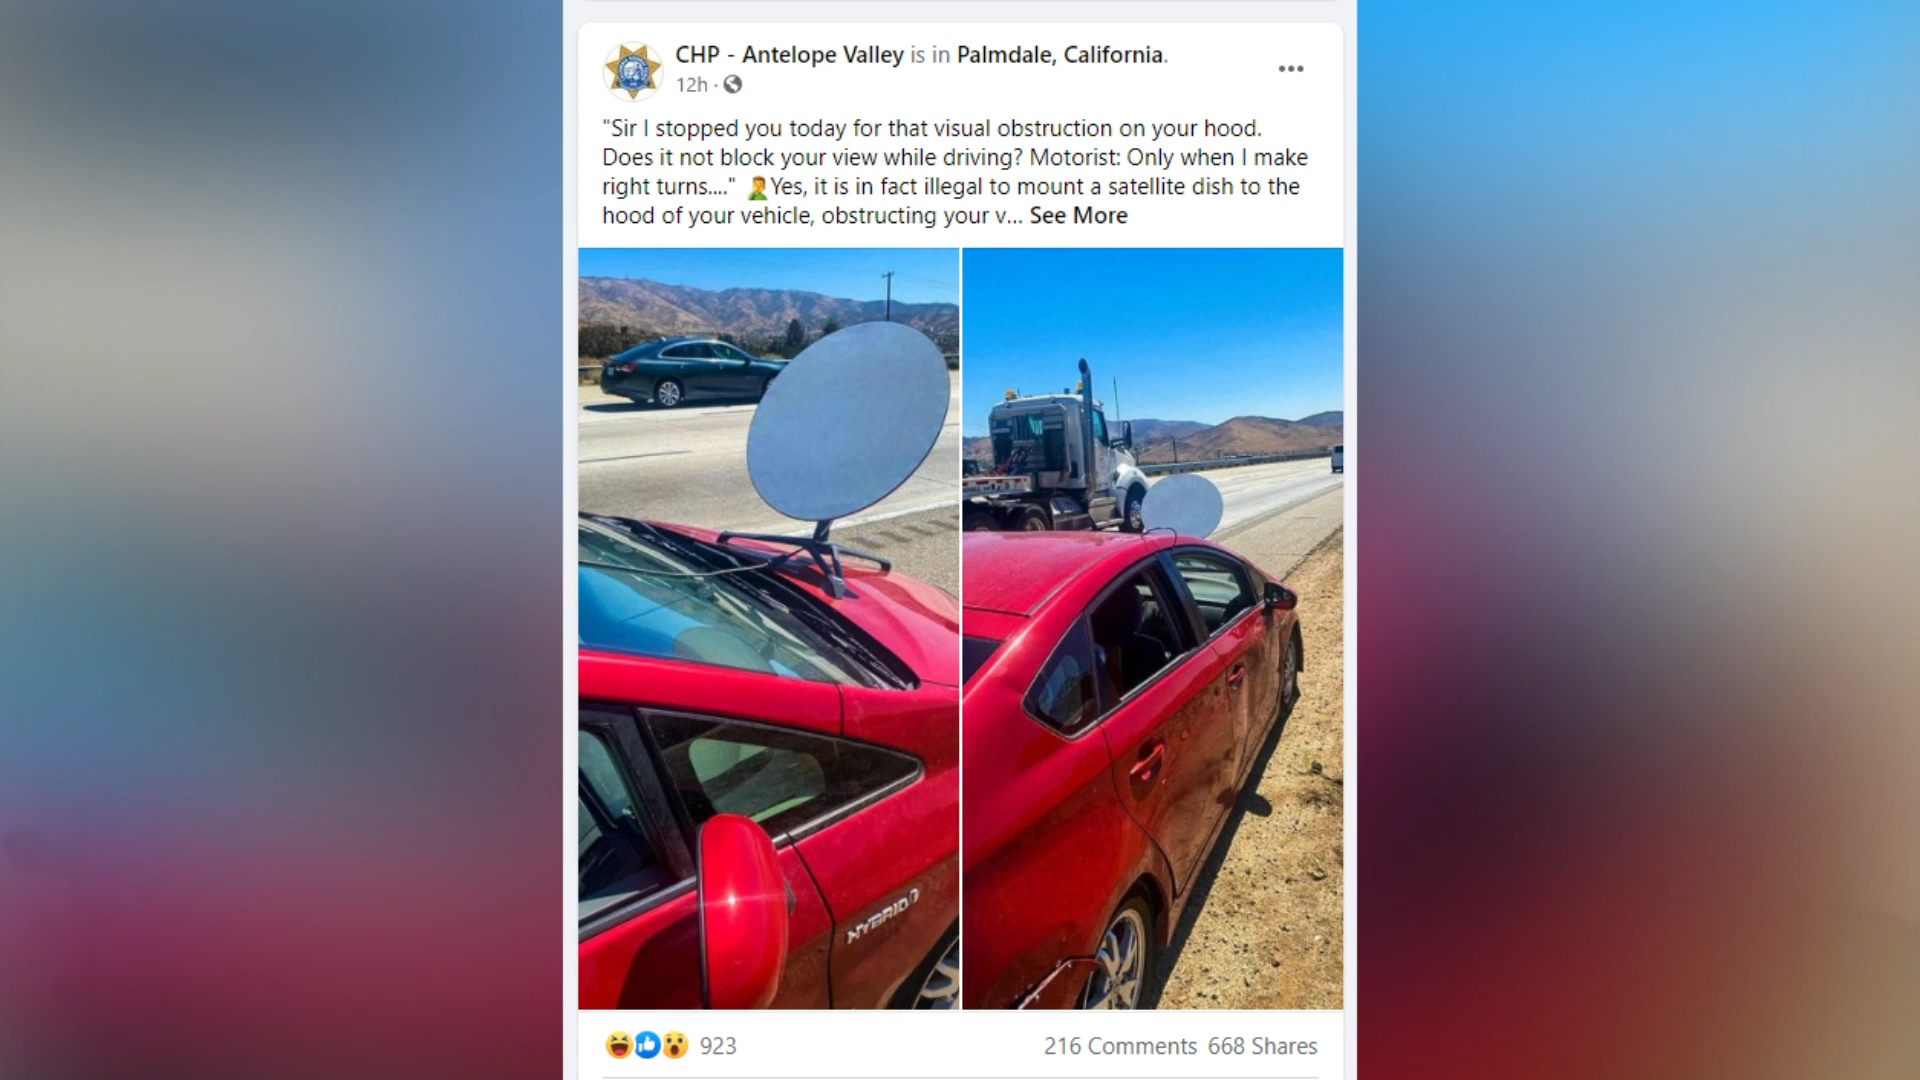 CHP - Antelope Valley is in Palmdale, California.
12h ·
"Sir I stopped you today for that visual obstruction on your hood.
Does it not block your view while driving? Motorist: Only when I make
right turns...." 🤦Yes, it is in fact illegal to mount a satellite dish to the
hood of your vehicle, obstructing your v... See More
HYBRID
923
216 Comments 668 Shares